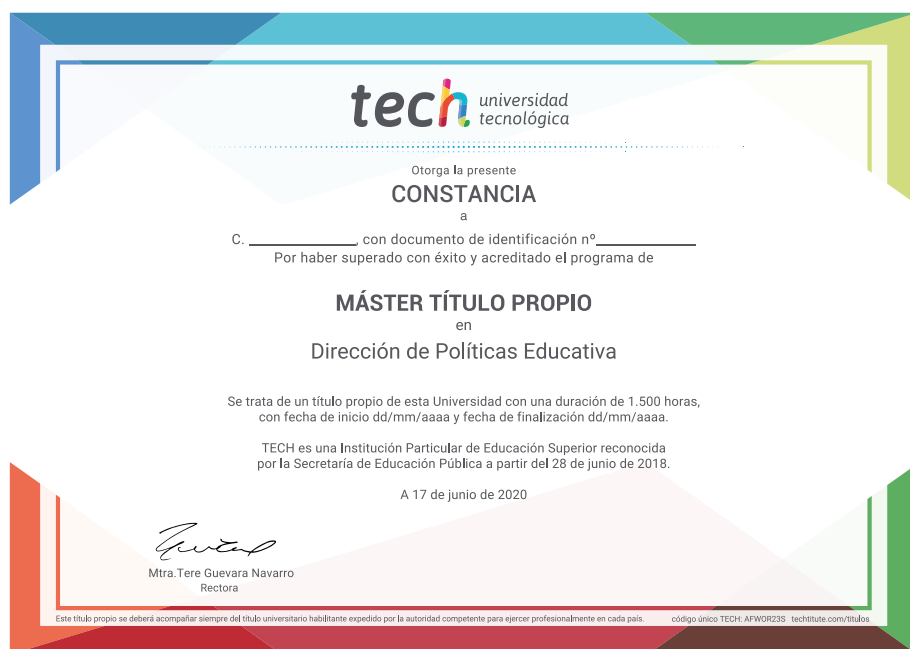 tech universidad
tecnológica
Otorga la presente
CONSTANCIA
a
C. ____________, con documento de identificación nº____________
Por haber superado con éxito y acreditado el programa de
MÁSTER TÍTULO PROPIO
en
Dirección de Políticas Educativa
Se trata de un título propio de esta Universidad con una duración de 1.500 horas,
con fecha de inicio dd/mm/aaaa y fecha de finalización dd/mm/aaaa.
TECH es una Institución Particular de Educación Superior reconocida
por la Secretaría de Educación Pública a partir del 28 de junio de 2018.
A 17 de junio de 2020
Mtra.Tere Guevara Navarro
Rectora
Este título propio se deberá acompañar siempre del título universitario habilitante expedido por la autoridad competente para ejercer profesionalmente en cada país. código único TECH: AFWOR23S techtitute.com/titulos